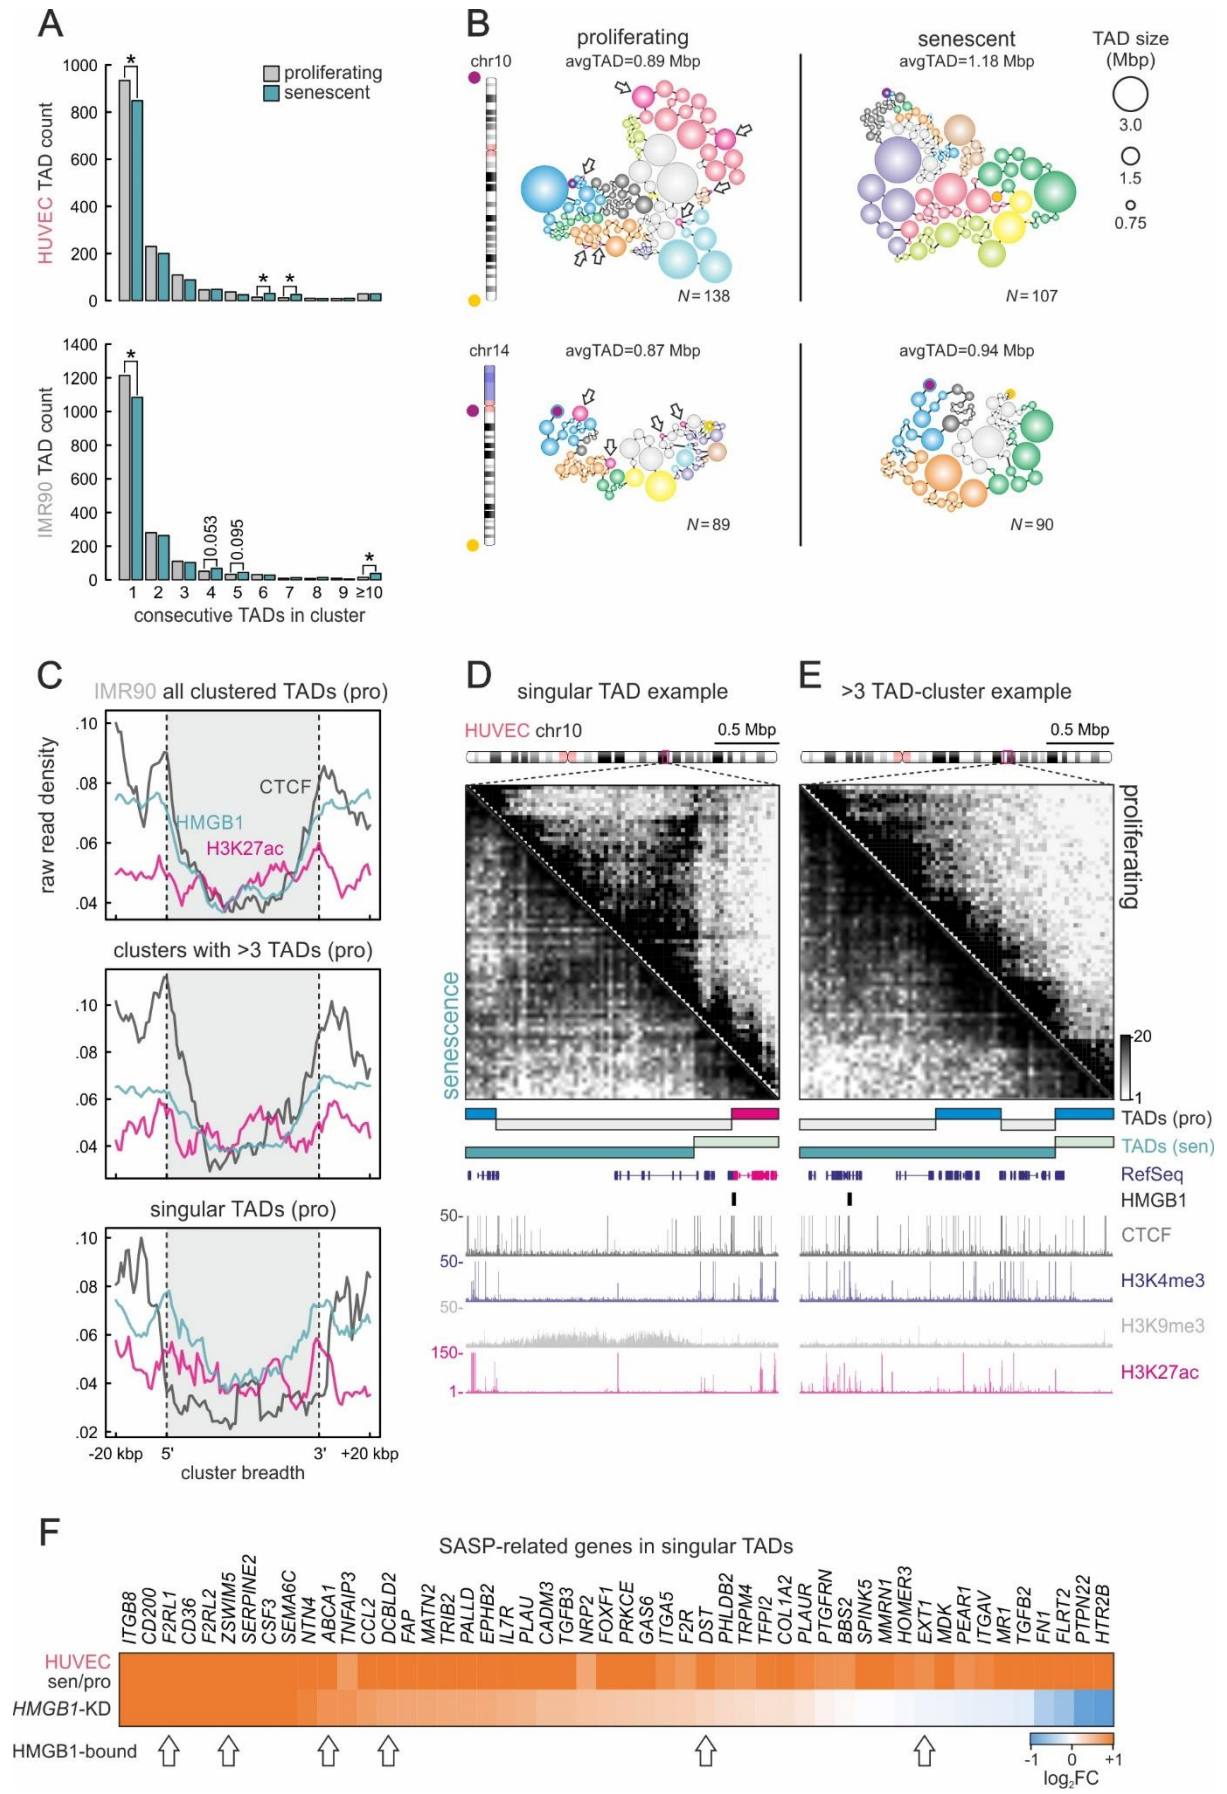 A
HUVEC TAD count
1000
800
600
400
200
0
*
*
*
proliferating
senescent
IMR90 TAD count
1400
1200
1000
800
600
400
200
0
*
0.053
0.095
*
1 2 3 4 5 6 7 8 9 ≥10
consecutive TADs in cluster
B
proliferating
senescent
TAD size
(Mbp)
chr10
avgTAD=0.89 Mbp
avgTAD=1.18 Mbp
3.0
1.5
0.75
N=138
N=107
chr14
avgTAD=0.87 Mbp
avgTAD=0.94 Mbp
N=89
N=90
C
IMR90 all clustered TADs (pro)
raw read density
.10
.08
.06
.04
CTCF
HMGB1
H3K27ac
clusters with >3 TADs (pro)
.10
.08
.06
.04
singular TADs (pro)
.10
.08
.06
.04
.02
-20 kbp 5' 3' +20 kbp
cluster breadth
D
singular TAD example
HUVEC chr10
0.5 Mbp
senescence
E
>3 TAD-cluster example
0.5 Mbp
proliferating
20
1
TADs (pro)
TADs (sen)
RefSeq
HMGB1
50-
CTCF
50-
H3K4me3
50-
H3K9me3
150-
1-
H3K27ac
F
SASP-related genes in singular TADs
ITGB8
CD200
F2RL1
CD36
F2RL2
ZSWIM5
SERPINE2
CSF3
SEMA6C
NTN4
ABCA1
TNFAIP3
CCL2
DCBLD2
FAP
MATN2
TRIB2
PALLD
EPHB2
IL7R
PLAU
CADM3
TGFB3
NRP2
FOXF1
PRKCE
GAS6
ITGA5
F2R
DST
PHLDB2
TRPM4
TFPI2
COL1A2
PLAUR
PTGFRN
BBS2
SPINK5
MMRN1
HOMER3
EXT1
MDK
PEAR1
ITGAV
MR1
TGFB2
FN1
FLRT2
PTPN22
HTR2B
HUVEC
sen/pro
HMGB1-KD
HMGB1-bound
-1 0 +1
log₂FC